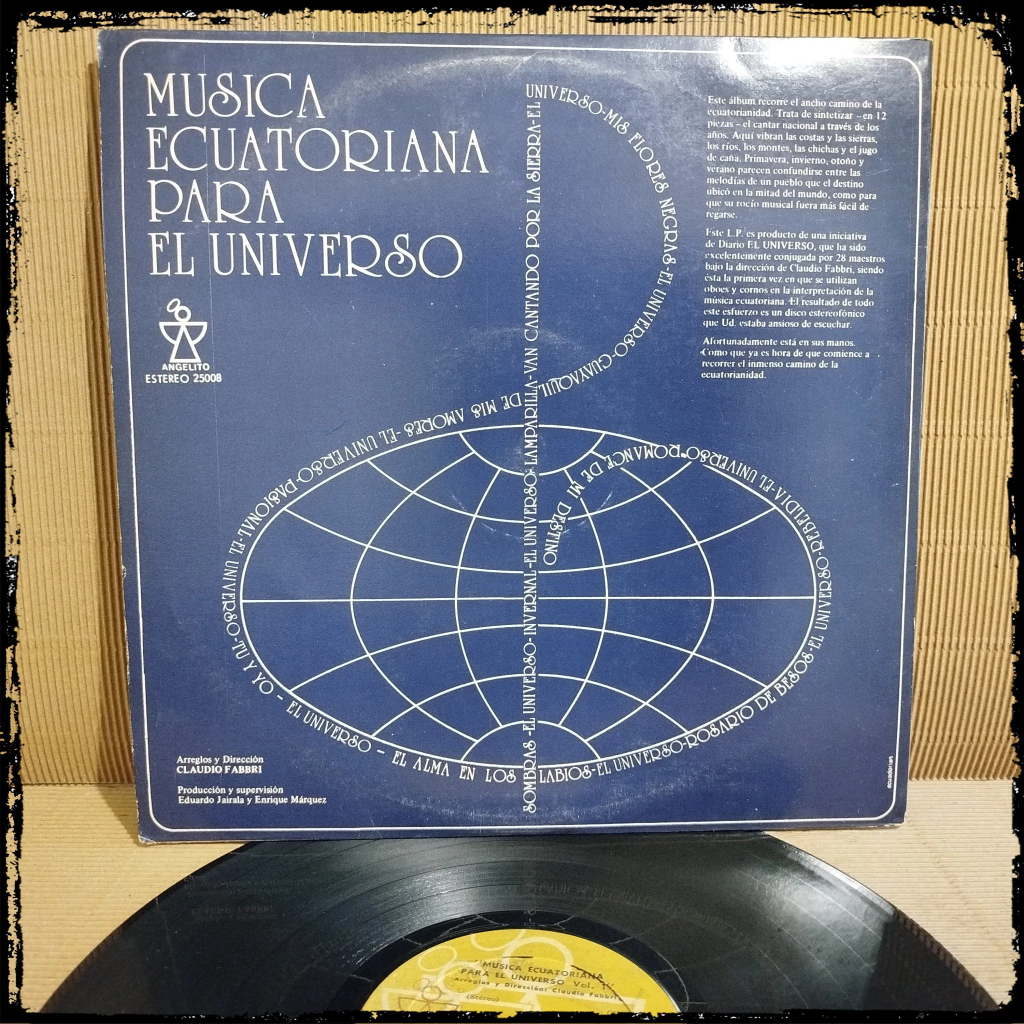 MUSICA
ECUATORIANA
PARA
EL UNIVERSO
ANGELITO
ESTEREO 25008
SOMBRAS-EL UNIVERSO-INVERNAL-EL UNIVERSO-LAMPARILLA-VAN CANTANDO POR LA SIERRA-EL UNIVERSO-MIS FLORES NEGRAS-EL UNIVERSO-GUAYAQUIL DE MIS AMORES-EL UNIVERSO-PASIONAL-EL UNIVERSO-TU Y YO - EL UNIVERSO - EL ALMA EN LOS LABIOS-EL UNIVERSO-ROSARIO DE BESOS-EL UNIVERSO-REBELDIA-EL UNIVERSO-ROMANCE DE MI DESTINO
Este álbum recorre el ancho camino de la
ecuatorianidad. Trata de sintetizar -en 12
piezas- el cantar nacional a través de los
años. Aquí vibran las costas y las sierras,
los ríos, los montes, las chichas y el jugo
de caña. Primavera, invierno, otoño y
verano parecen confundirse entre las
melodías de un pueblo que el destino
ubicó en la mitad del mundo, como para
que su rocío musical fuera más fácil de
regarse.
Este L.P. es producto de una iniciativa
de Diario EL UNIVERSO, que ha sido
excelentemente conjugada por 28 maestros
bajo la dirección de Claudio Fabbri, siendo
ésta la primera vez en que se utilizan
oboes y cornos en la interpretación de la
música ecuatoriana. El resultado de todo
este esfuerzo es un disco estereofónico
que Ud. estaba ansioso de escuchar.
Afortunadamente está en sus manos.
Como que ya es hora de que comience a
recorrer el inmenso camino de la
ecuatorianidad.
Arreglos y Dirección
CLAUDIO FABBRI
Producción y supervisión
Eduardo Jairala y Enrique Márquez
ecuadorian
"MUSICA ECUATORIANA
PARA EL UNIVERSO Vol. 1"
Arreglos y Dirección: Claudio Fabbri
(Stéreo)